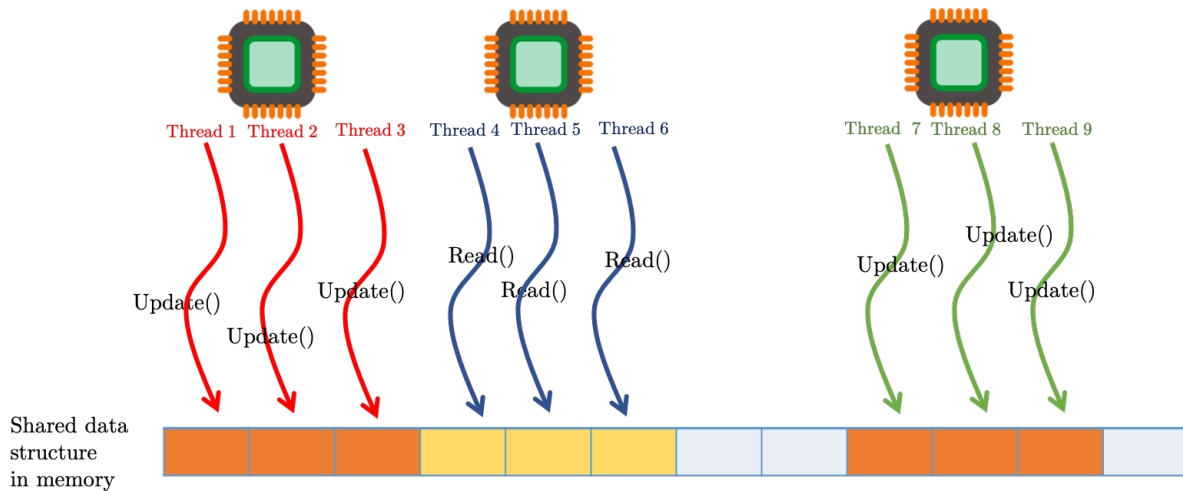 Thread 1 Thread 2 Thread 3 Thread 4 Thread 5 Thread 6 Thread 7 Thread 8 Thread 9
Update()
Read()
Read()
Update()
Update()
Read()
Update()
Update()
Update()
Shared data
structure
in memory